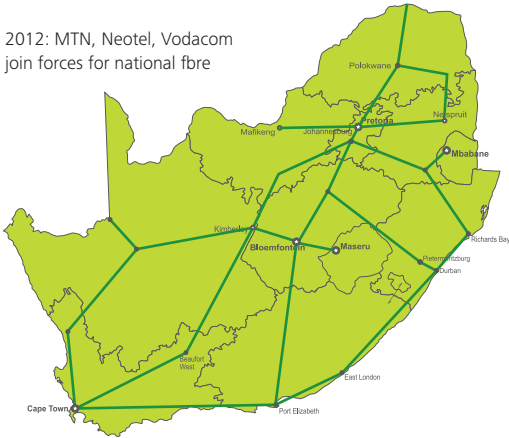 2012: MTN, Neotel, Vodacom
join forces for national fbre
Polokwane
Nelspruit
Pretoria
Mafikeng
Johannesburg
Mbabane
Kimberley
Bloemfontein
Maseru
Richards Bay
Pietermaritzburg
Durban
Beaufort
West
East London
Cape Town
Port Elizabeth